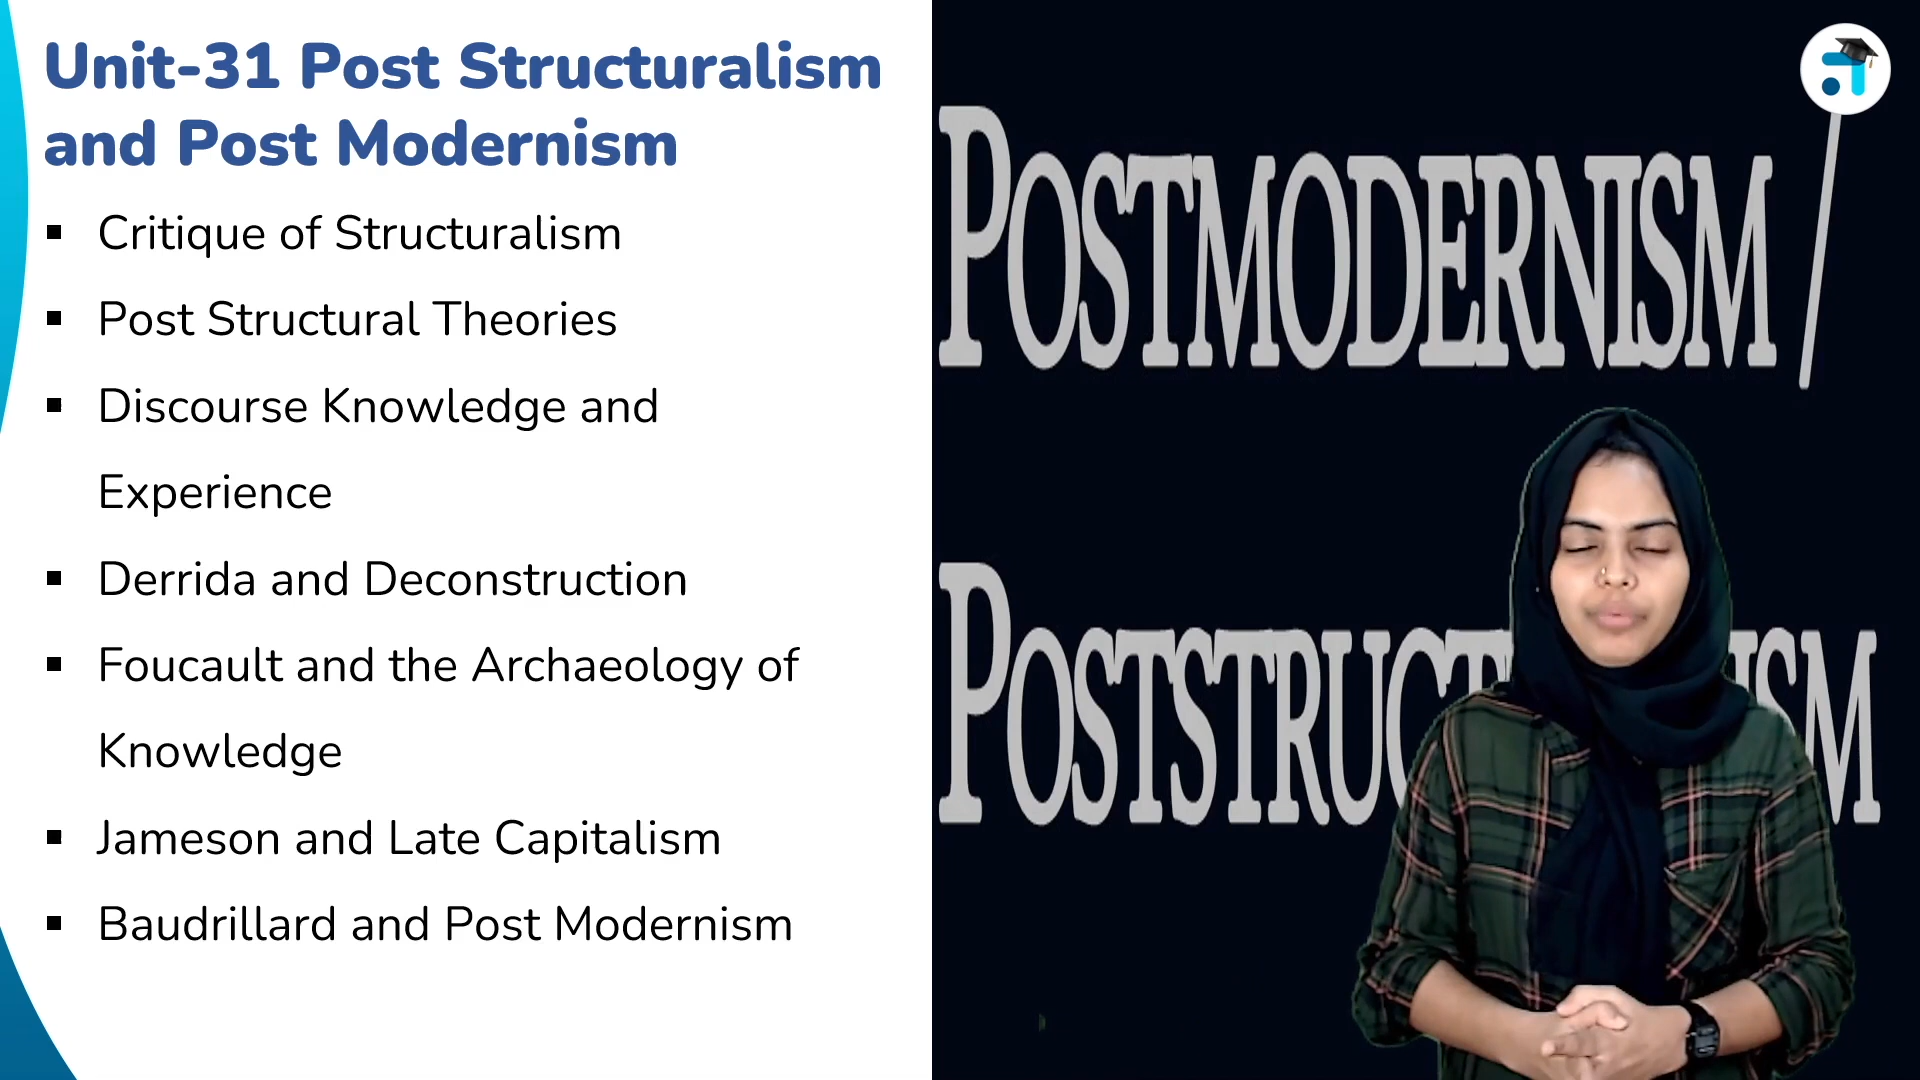 Unit-31 Post Structuralism
and Post Modernism
▪ Critique of Structuralism
▪ Post Structural Theories
▪ Discourse Knowledge and
Experience
▪ Derrida and Deconstruction
▪ Foucault and the Archaeology of
Knowledge
▪ Jameson and Late Capitalism
▪ Baudrillard and Post Modernism
POSTMODERNISM /